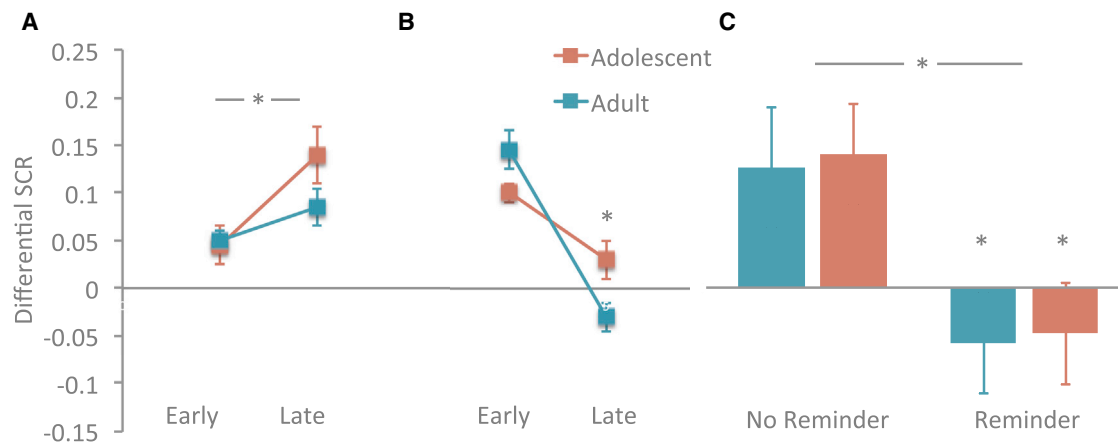 A
B
C
0.25
0.2
0.15
0.1
0.05
0
-0.05
-0.1
-0.15
Differential SCR
*
Early
Late
Adolescent
Adult
*
Early
Late
*
* *
No Reminder
Reminder